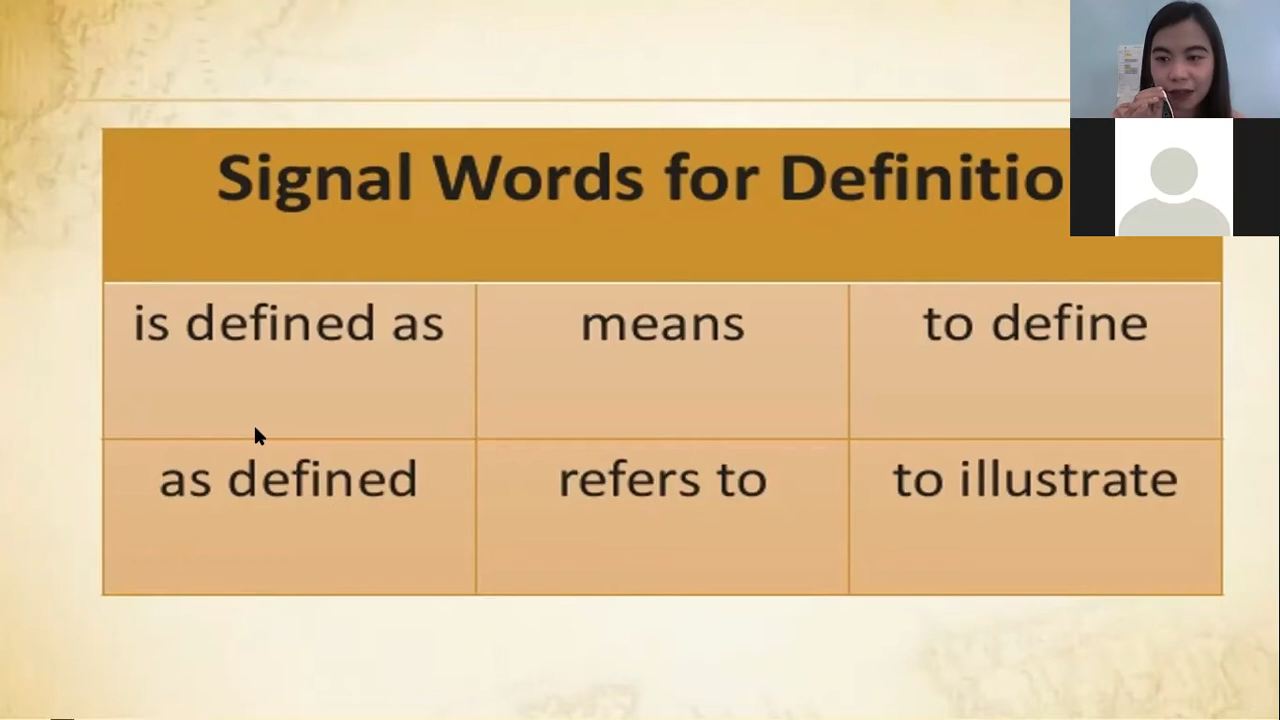 Signal Words for Definitio
is defined as
means
to define
as defined
refers to
to illustrate